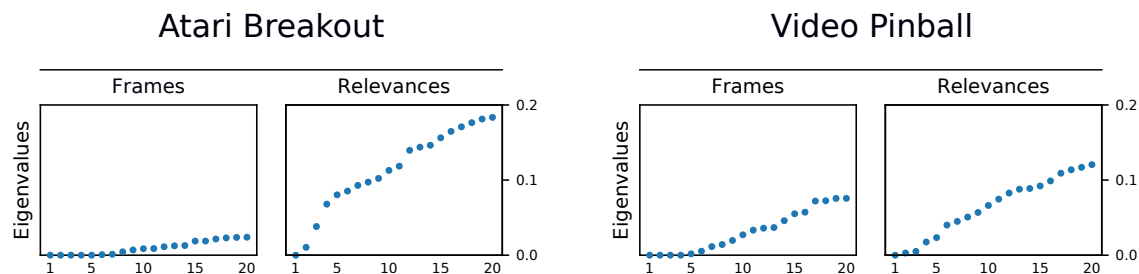 Atari Breakout
Video Pinball
Frames
Relevances
Frames
Relevances
Eigenvalues
1 5 10 15 20
1 5 10 15 20
0.2
0.1
0.0
Eigenvalues
1 5 10 15 20
1 5 10 15 20
0.2
0.1
0.0